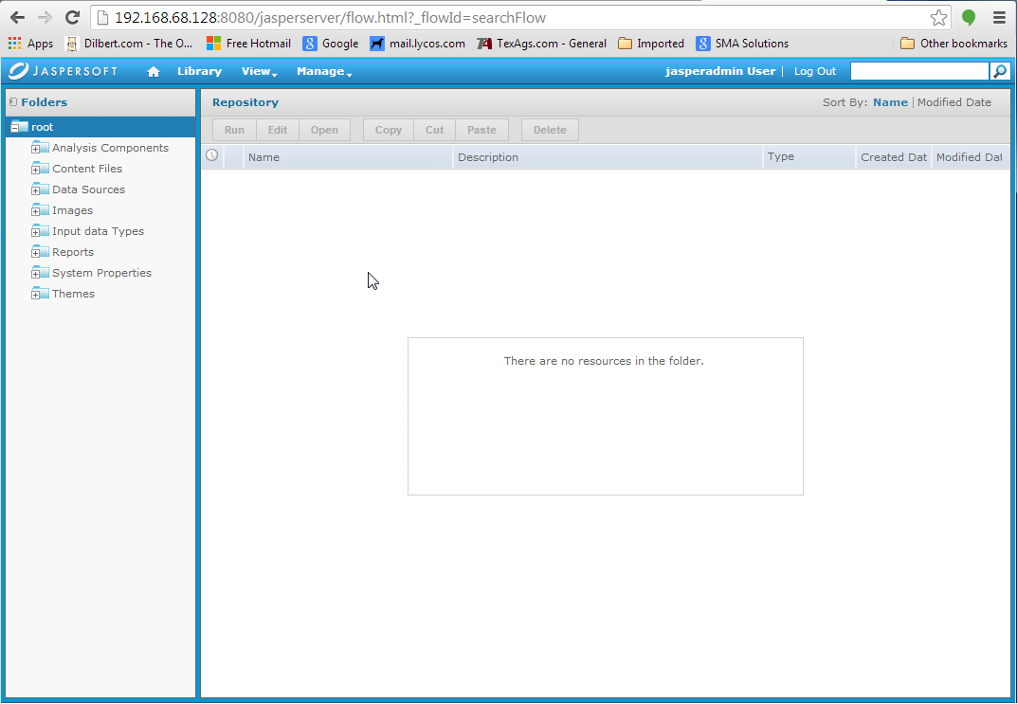 192.168.68.128:8080/jasperserver/flow.html?_flowId=searchFlow
Apps Dilbert.com - The O... Free Hotmail Google mail.lycos.com TexAgs.com - General Imported SMA Solutions Other bookmarks
JASPERSOFT Library View Manage jasperadmin User | Log Out
Folders
root
Analysis Components
Content Files
Data Sources
Images
Input data Types
Reports
System Properties
Themes
Repository Sort By: Name | Modified Date
Run Edit Open Copy Cut Paste Delete
Name Description Type Created Dat Modified Dat
There are no resources in the folder.